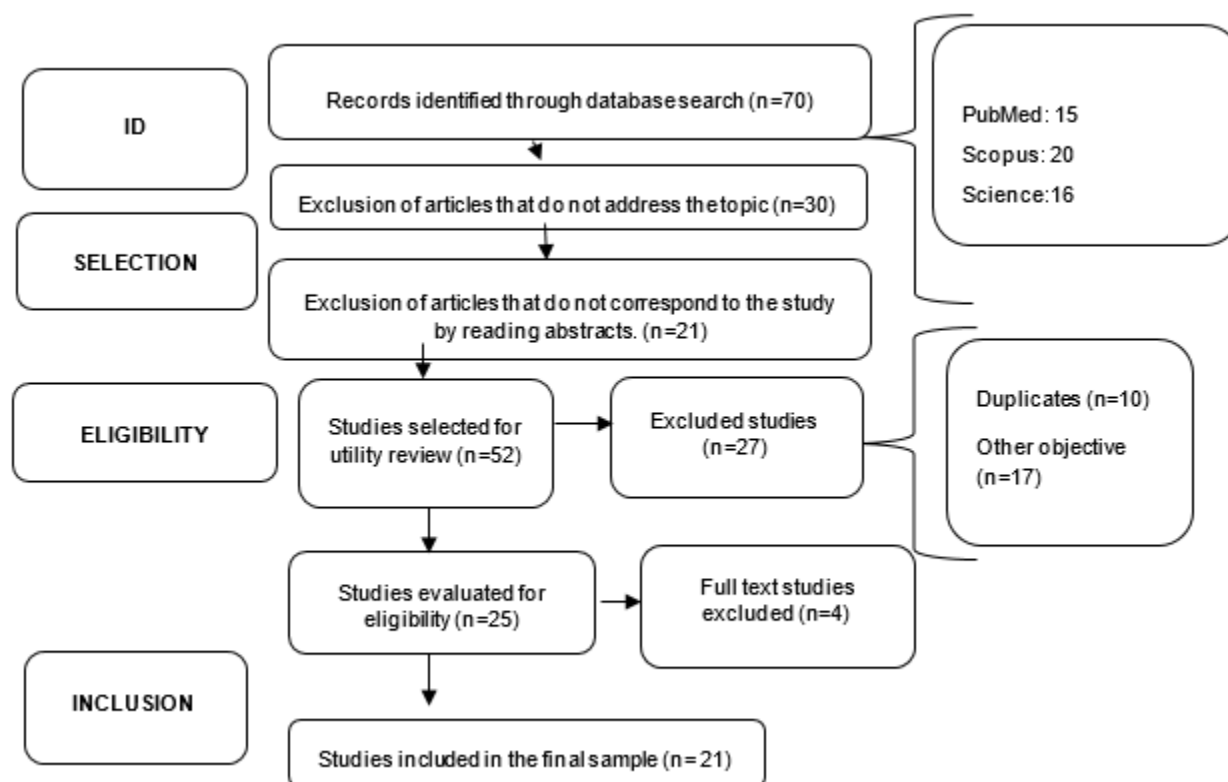 ID
Records identified through database search (n=70)
PubMed: 15
Scopus: 20
Science:16
Exclusion of articles that do not address the topic (n=30)
SELECTION
Exclusion of articles that do not correspond to the study
by reading abstracts. (n=21)
ELIGIBILITY
Studies selected for
utility review (n=52)
Excluded studies
(n=27)
Duplicates (n=10)
Other objective
(n=17)
Studies evaluated for
eligibility (n=25)
Full text studies
excluded (n=4)
INCLUSION
Studies included in the final sample (n=21)